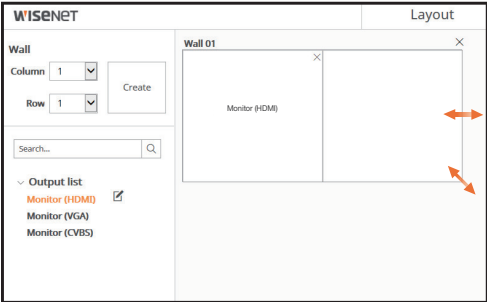 WISENET
Layout
Wall
Column 1
Row 1
Create
Search...
Output list
Monitor (HDMI)
Monitor (VGA)
Monitor (CVBS)
Wall 01
Monitor (HDMI)